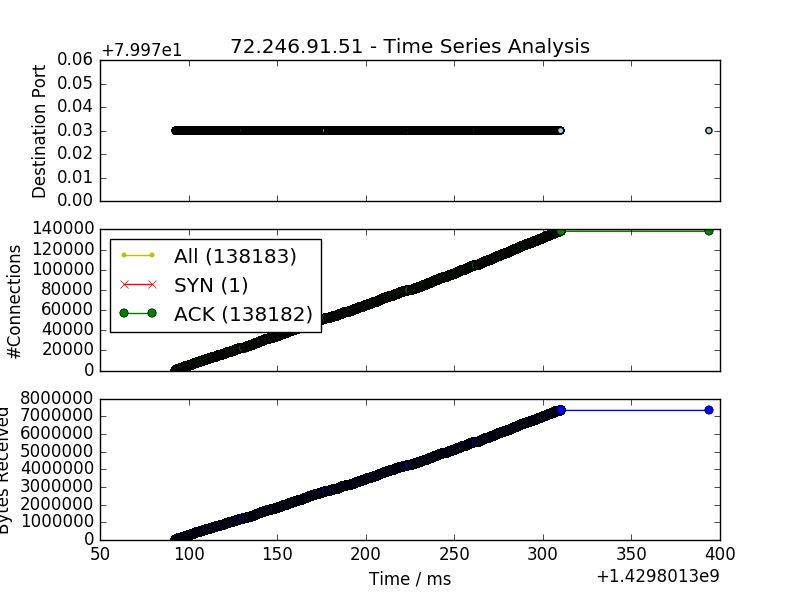 +7.997e1
72.246.91.51 - Time Series Analysis
0.06
0.05
0.04
0.03
0.02
0.01
0.00
Destination Port
140000
120000
100000
80000
60000
40000
20000
0
#Connections
All (138183)
SYN (1)
ACK (138182)
8000000
7000000
6000000
5000000
4000000
3000000
2000000
1000000
0
Bytes Received
50 100 150 200 250 300 350 400
Time / ms
+1.4298013e9